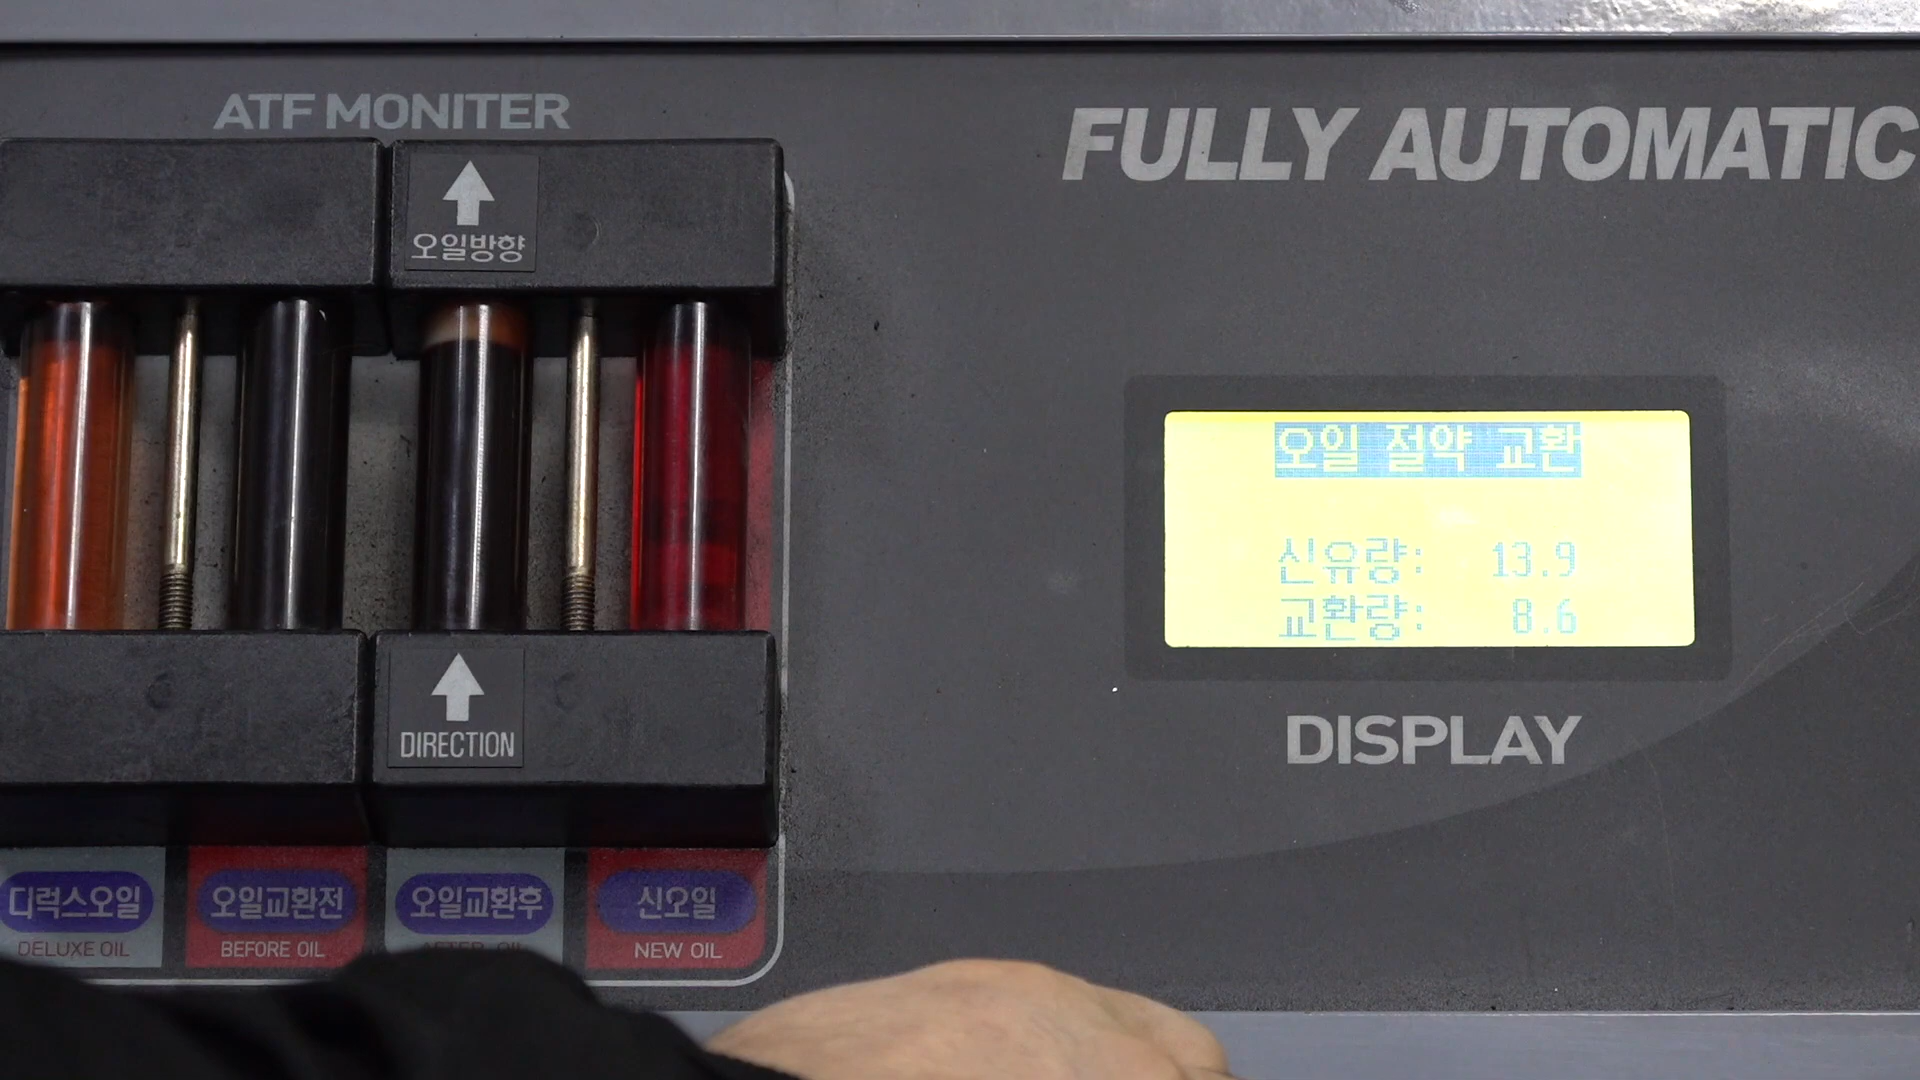 ATF MONITER
FULLY AUTOMATIC
오일방향
오일 절약 교환
신유량: 13.9
교환량: 8.6
DIRECTION
DISPLAY
디럭스오일
오일교환전
오일교환후
신오일
DELUXE OIL
BEFORE OIL
AFTER OIL
NEW OIL